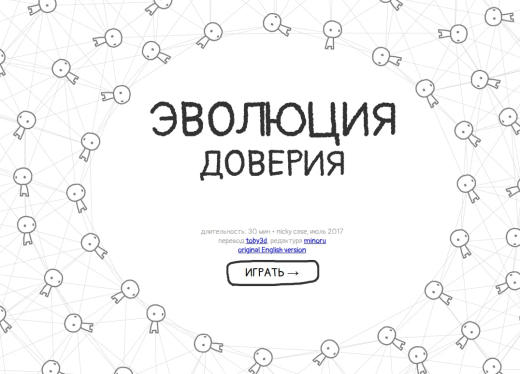 ЭВОЛЮЦИЯ
ДОВЕРИЯ
длительность: 30 мин • nicky case, июль 2017
перевод toby3d, редактура minoru
original English version
ИГРАТЬ →